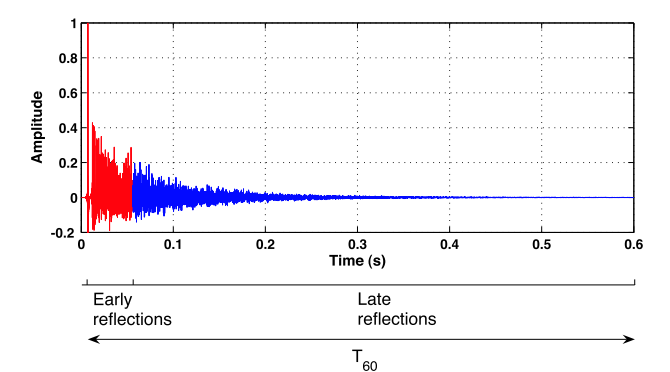 1
0.8
0.6
0.4
0.2
0
-0.2
Amplitude
0 0.1 0.2 0.3 0.4 0.5 0.6
Time (s)
Early
reflections
Late
reflections
T60